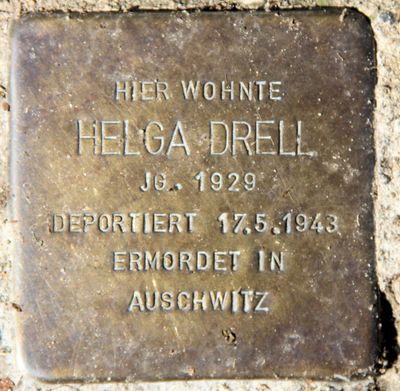 HIER WOHNTE
HELGA DRELL
JG. 1929
DEPORTIERT 17.5.1943
ERMORDET IN
AUSCHWITZ